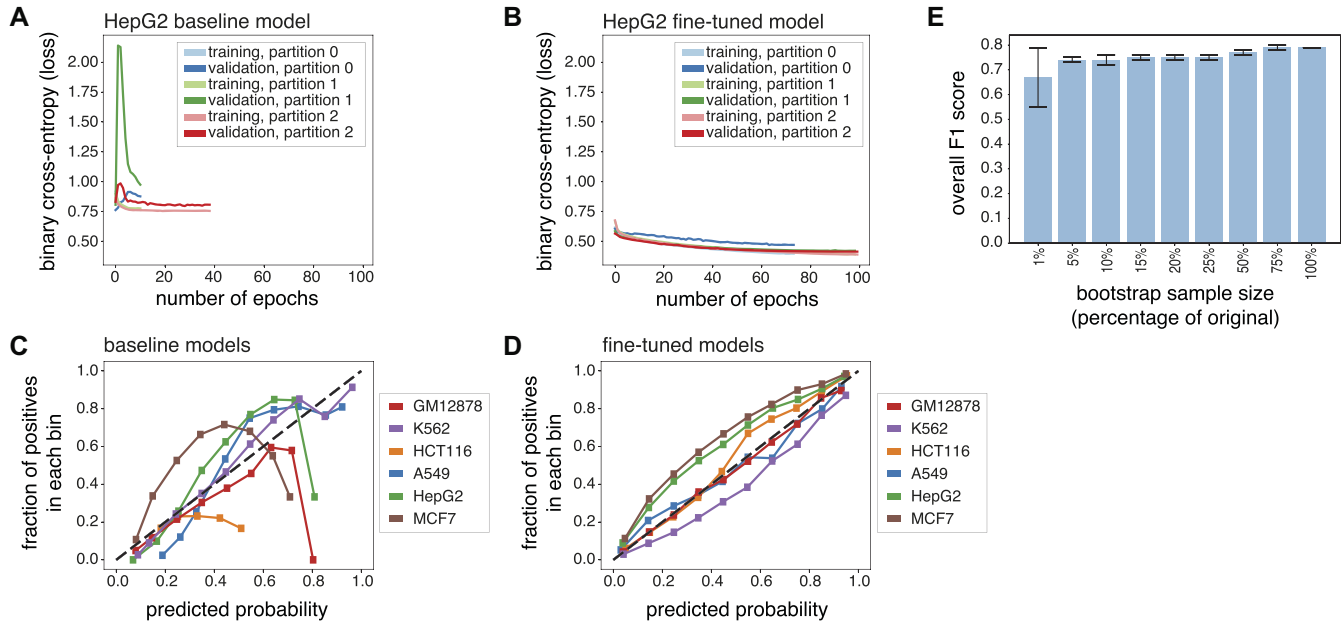 A
HepG2 baseline model
binary cross-entropy (loss)
2.00
1.75
1.50
1.25
1.00
0.75
0.50
training, partition 0
validation, partition 0
training, partition 1
validation, partition 1
training, partition 2
validation, partition 2
0 20 40 60 80 100
number of epochs
B
HepG2 fine-tuned model
binary cross-entropy (loss)
2.00
1.75
1.50
1.25
1.00
0.75
0.50
training, partition 0
validation, partition 0
training, partition 1
validation, partition 1
training, partition 2
validation, partition 2
0 20 40 60 80 100
number of epochs
E
overall F1 score
0.8
0.7
0.6
0.5
0.4
0.3
0.2
0.1
0.0
1% 5% 10% 15% 20% 25% 50% 75% 100%
bootstrap sample size
(percentage of original)
C
baseline models
fraction of positives
in each bin
1.0
0.8
0.6
0.4
0.2
0.0
0.0 0.2 0.4 0.6 0.8 1.0
predicted probability
GM12878
K562
HCT116
A549
HepG2
MCF7
D
fine-tuned models
fraction of positives
in each bin
1.0
0.8
0.6
0.4
0.2
0.0
0.0 0.2 0.4 0.6 0.8 1.0
predicted probability
GM12878
K562
HCT116
A549
HepG2
MCF7